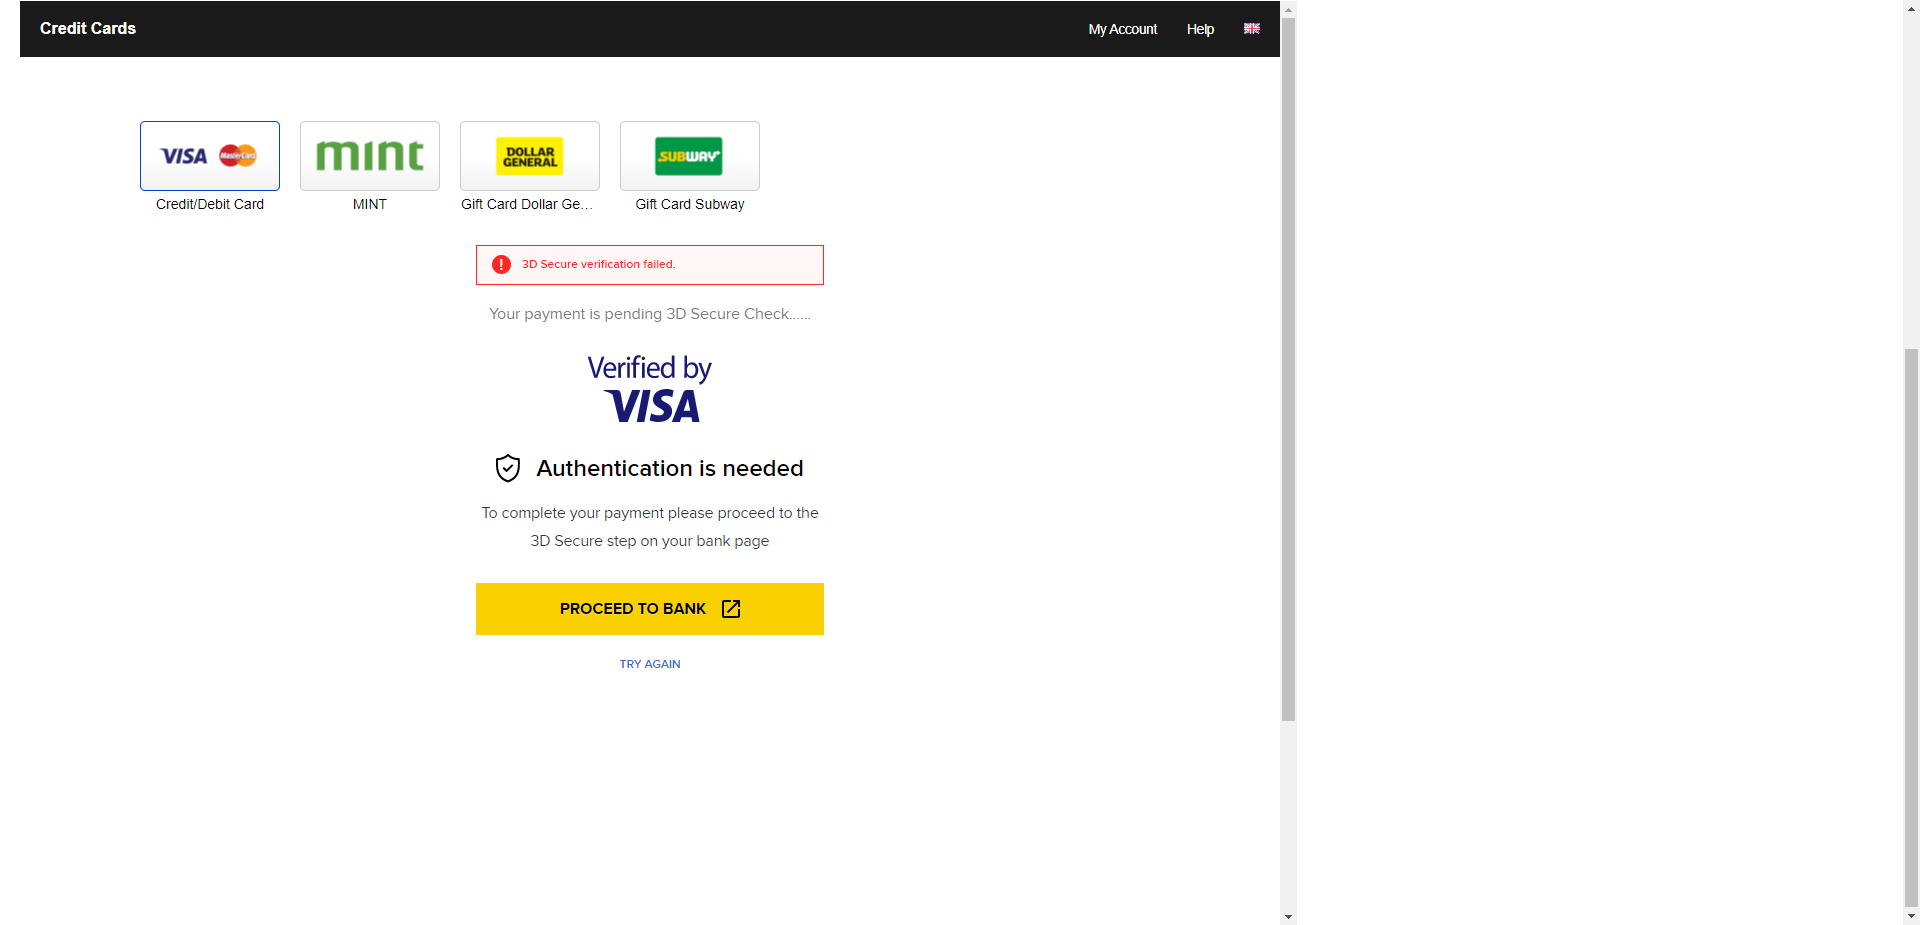 Credit Cards
My Account
Help
VISA
MasterCard
mint
DOLLAR
GENERAL
SUBWAY
Credit/Debit Card
MINT
Gift Card Dollar Ge...
Gift Card Subway
3D Secure verification failed.
Your payment is pending 3D Secure Check......
Verified by
VISA
Authentication is needed
To complete your payment please proceed to the
3D Secure step on your bank page
PROCEED TO BANK
TRY AGAIN